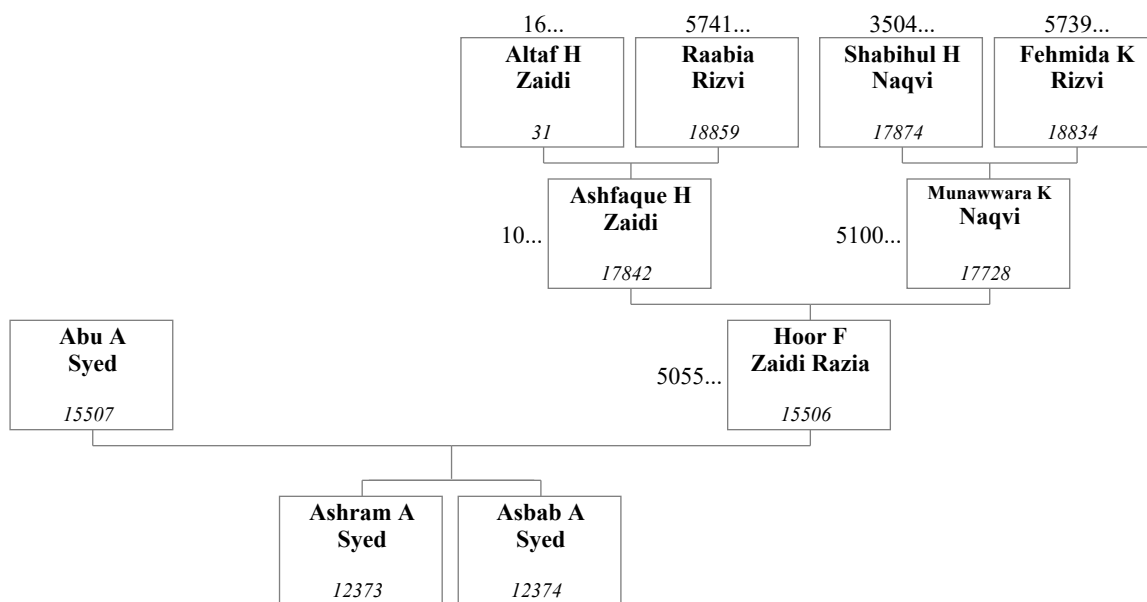 16...
5741...
3504...
5739...
Altaf H
Zaidi
31
Raabia
Rizvi
18859
Shabihul H
Naqvi
17874
Fehmida K
Rizvi
18834
10...
Ashfaque H
Zaidi
17842
5100...
Munawwara K
Naqvi
17728
Abu A
Syed
15507
5055...
Hoor F
Zaidi Razia
15506
Ashram A
Syed
12373
Asbab A
Syed
12374